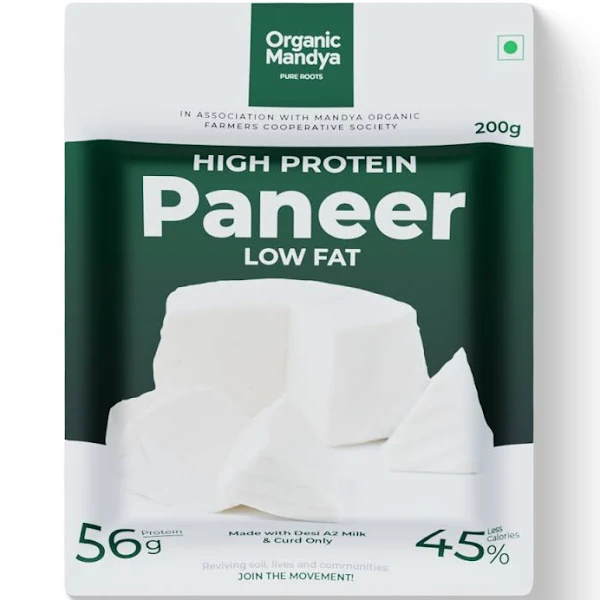 Organic
Mandya
PURE ROOTS
IN ASSOCIATION WITH MANDYA ORGANIC
FARMERS COOPERATIVE SOCIETY
200g
HIGH PROTEIN
Paneer
LOW FAT
56g Protein
Made with Desi A2 Milk
& Curd Only
45% Less
calories
Reviving soil, lives and communities.
JOIN THE MOVEMENT!